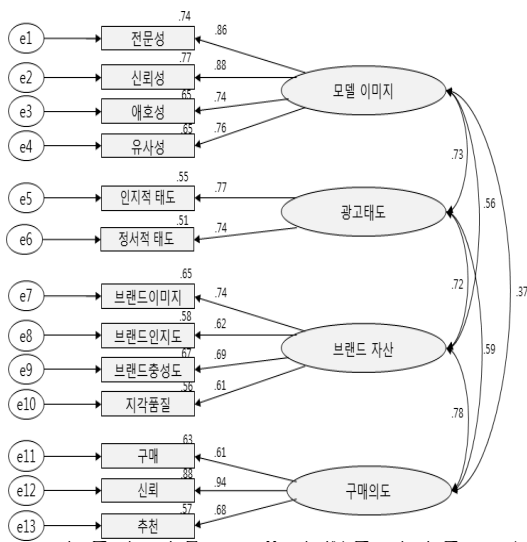 .74
e1 전문성 .86
.77
e2 신뢰성 .88
모델 이미지
.65
e3 애호성 .74
.65
e4 유사성 .76
.73
.55
e5 인지적 태도 .77
.56
광고태도
.51
e6 정서적 태도 .74
.65
.72
.37
e7 브랜드이미지 .74
.58
e8 브랜드인지도 .62
브랜드 자산
.59
.67
e9 브랜드충성도 .69
.56
e10 지각품질 .61
.78
.63
e11 구매 .61
.88
e12 신뢰 .94
구매의도
.57
e13 추천 .68